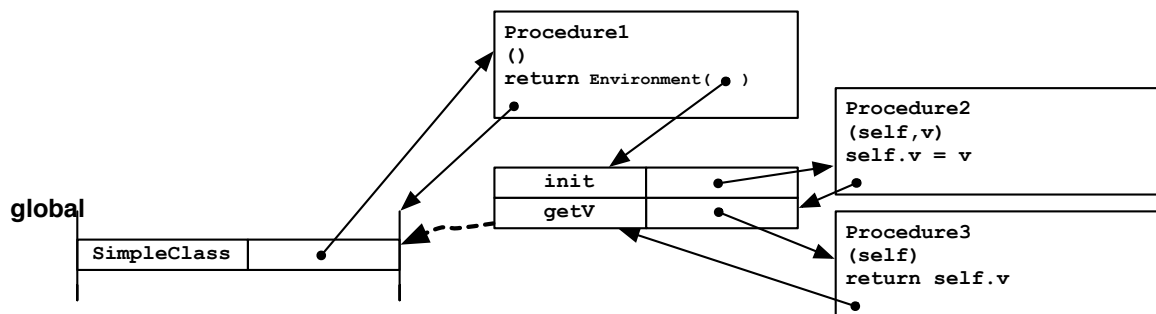 Procedure1
()
return Environment( )
Procedure2
(self,v)
self.v = v
init
getV
global
SimpleClass
Procedure3
(self)
return self.v